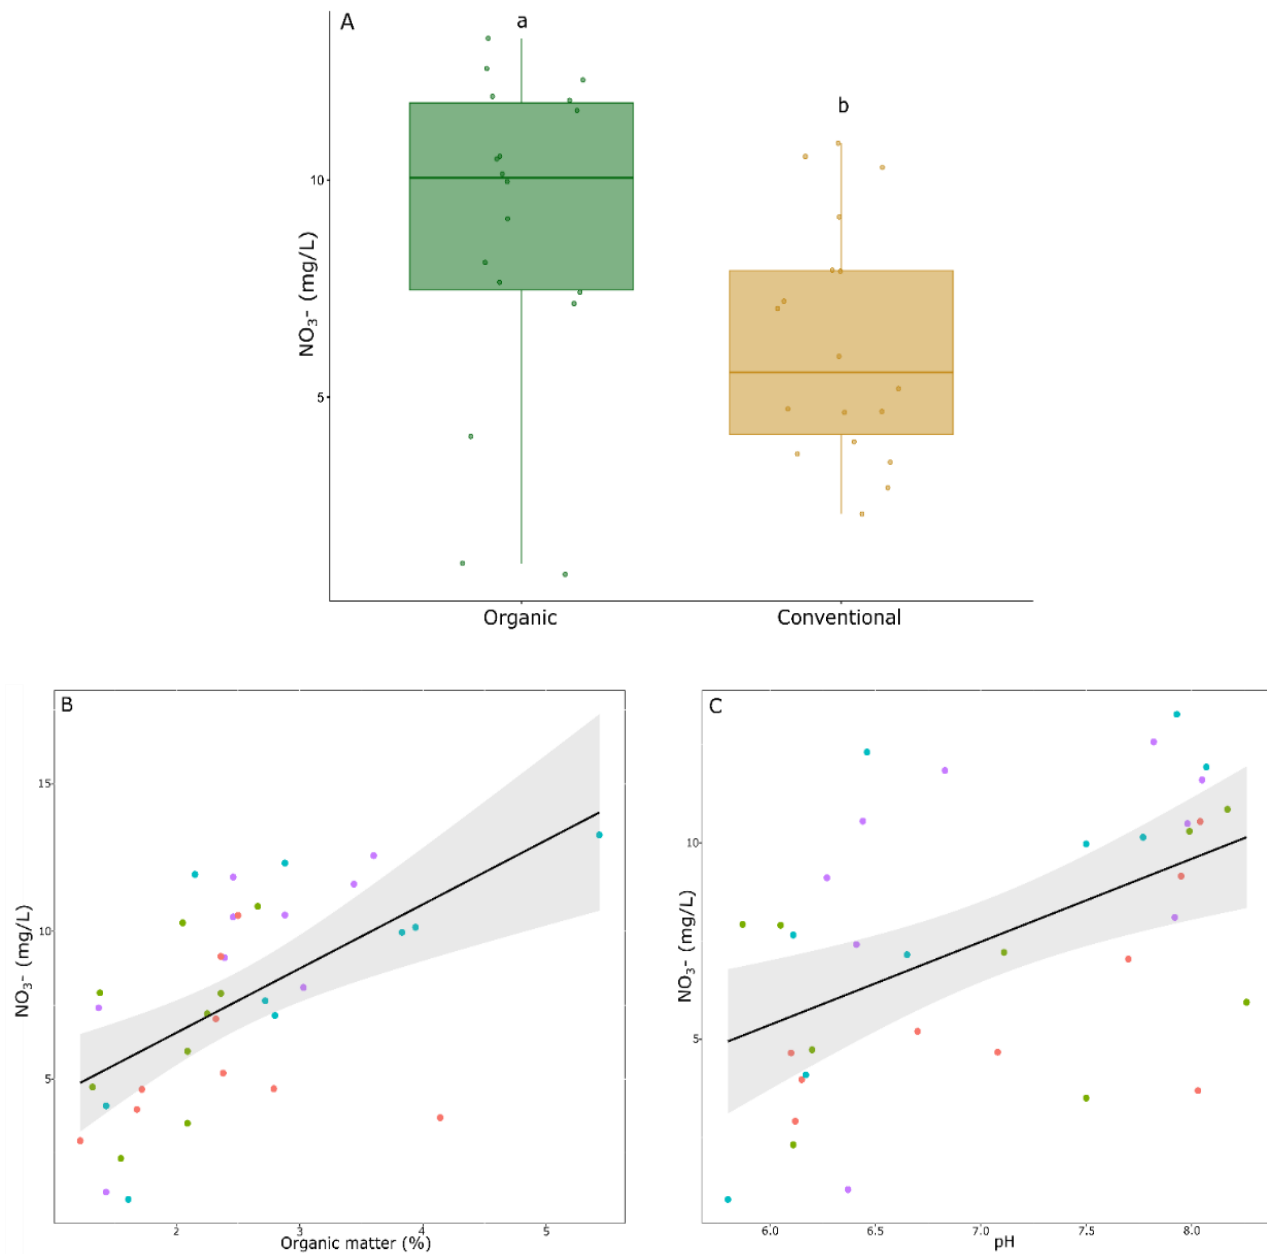 A
a
b
10
5
NO₃⁻ (mg/L)
Organic
Conventional
B
15
10
5
NO₃⁻ (mg/L)
2
3
4
5
Organic matter (%)
C
10
5
NO₃⁻ (mg/L)
6.0
6.5
7.0
7.5
8.0
pH